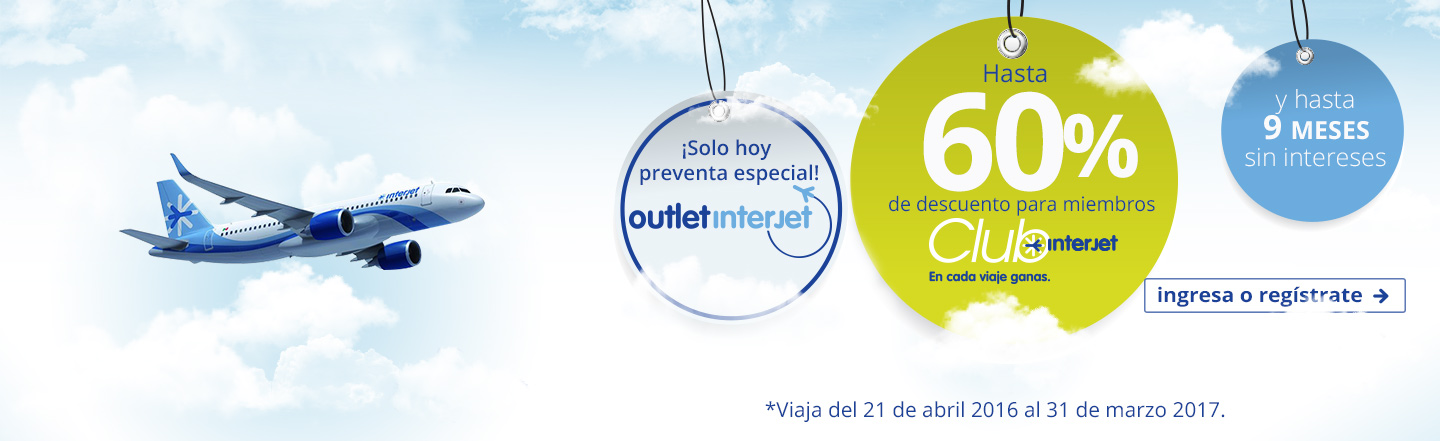 ¡Solo hoy
preventa especial!
outlet interjet
Hasta
60%
de descuento para miembros
Club interjet
En cada viaje ganas.
y hasta
9 MESES
sin intereses
ingresa o regístrate →
*Viaja del 21 de abril 2016 al 31 de marzo 2017.
interjet